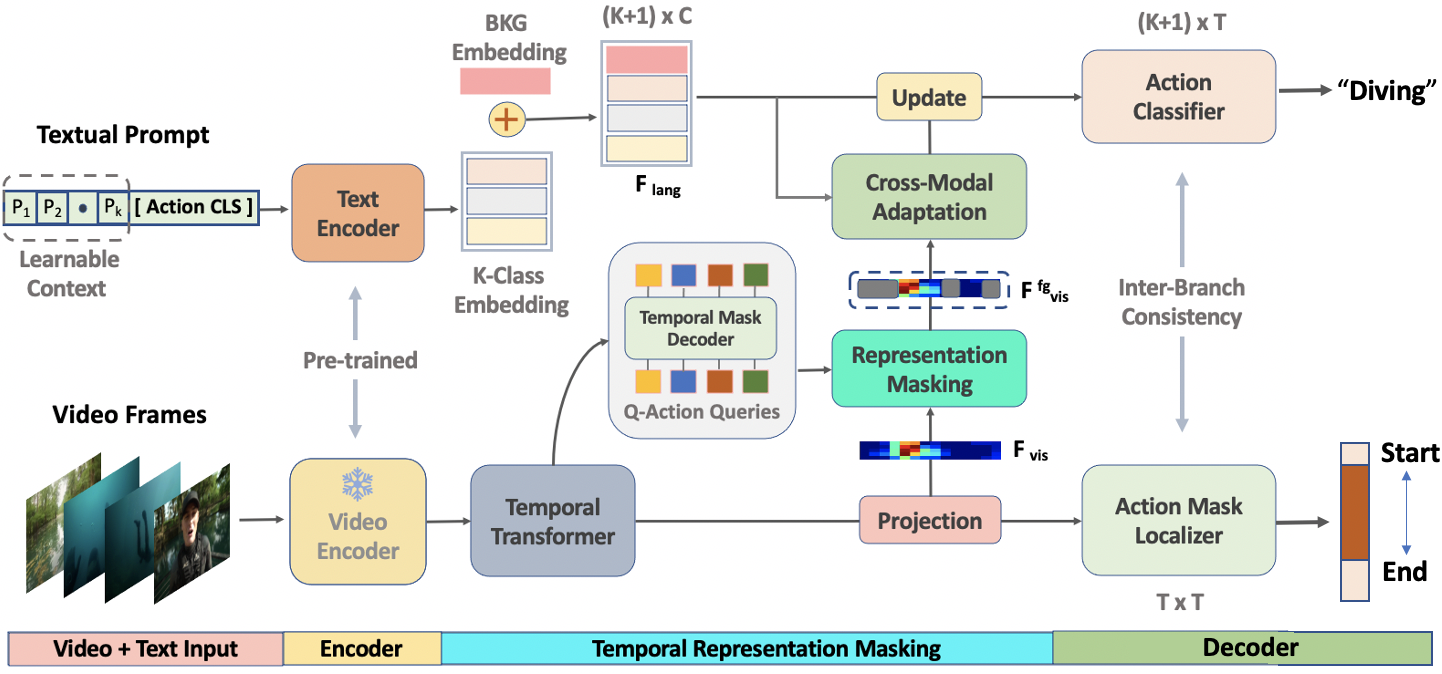 BKG
Embedding
(K+1) x C
(K+1) x T
Textual Prompt
P1 P2 • Pk [ Action CLS ]
Learnable
Context
Text
Encoder
K-Class
Embedding
F lang
Update
Action
Classifier
“Diving”
Cross-Modal
Adaptation
F fg vis
Temporal Mask
Decoder
Q-Action Queries
Representation
Masking
Inter-Branch
Consistency
Pre-trained
Video Frames
F vis
Video
Encoder
Temporal
Transformer
Projection
Action Mask
Localizer
T x T
Start
End
Video + Text Input
Encoder
Temporal Representation Masking
Decoder